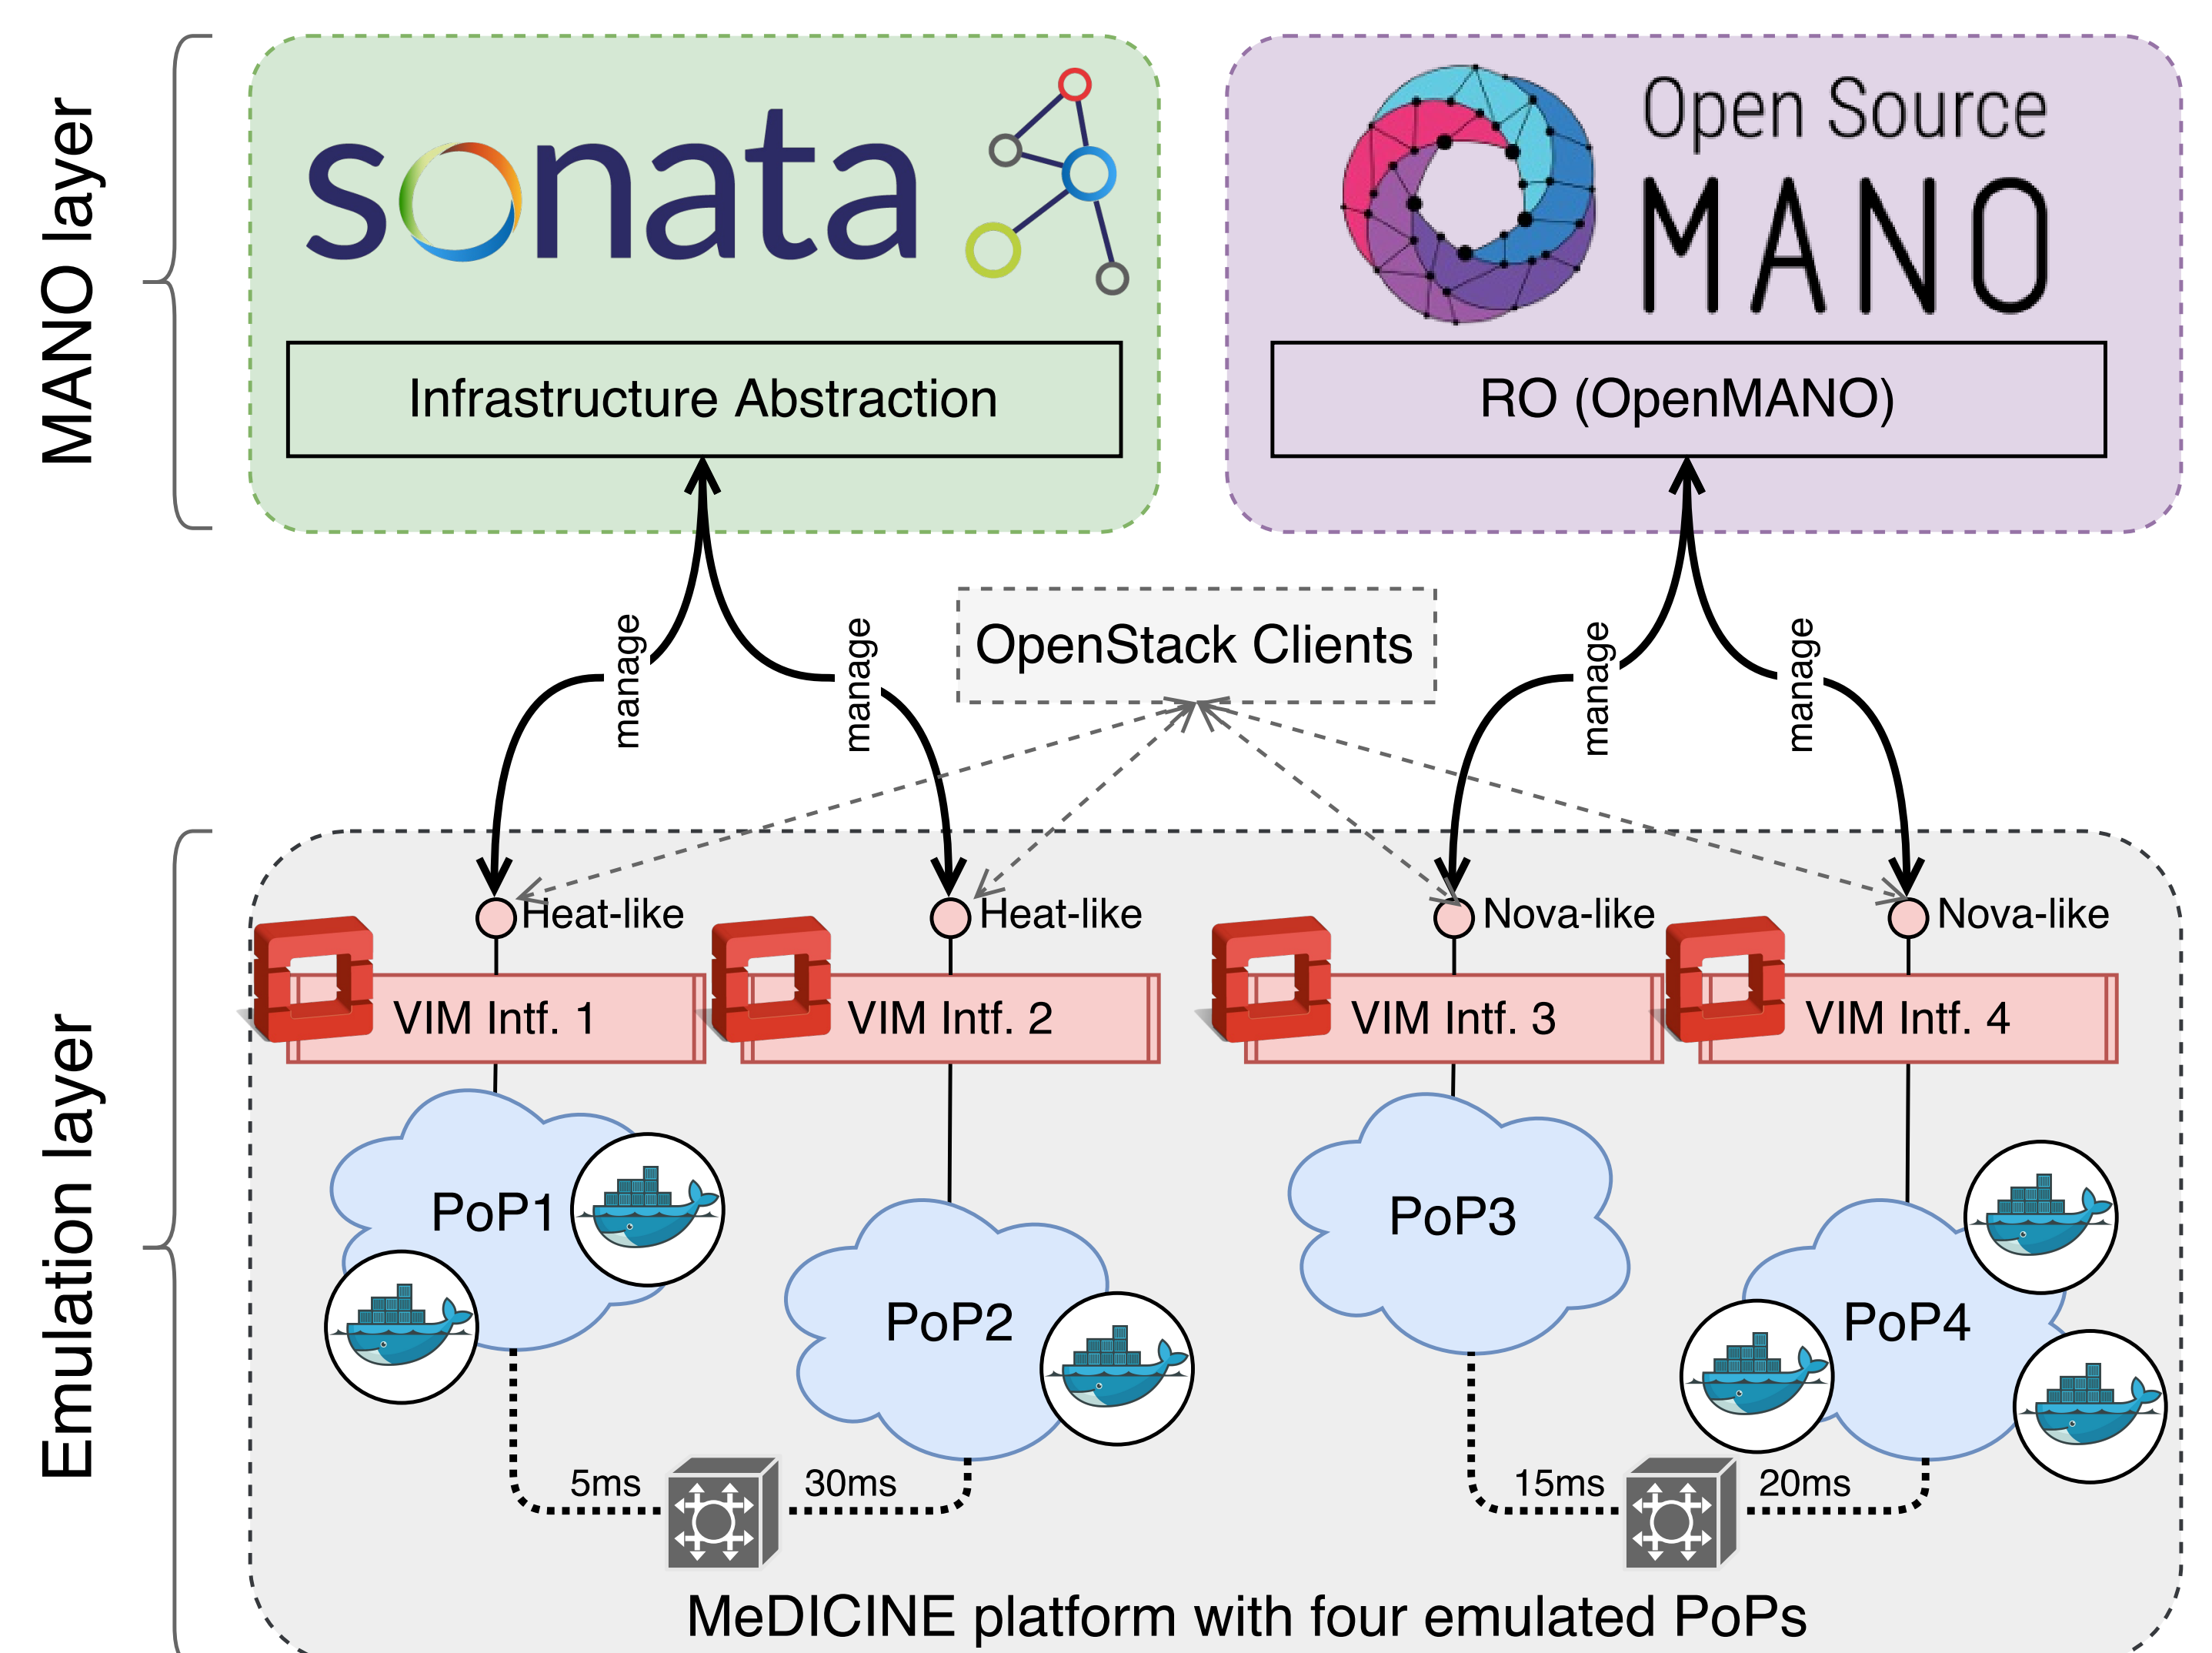 MANO layer
sonata
Open Source
MANO
Infrastructure Abstraction
RO (OpenMANO)
manage
manage
OpenStack Clients
manage
manage
Emulation layer
Heat-like
Heat-like
Nova-like
Nova-like
VIM Intf. 1
VIM Intf. 2
VIM Intf. 3
VIM Intf. 4
PoP1
PoP2
PoP3
PoP4
5ms
30ms
15ms
20ms
MeDICINE platform with four emulated PoPs